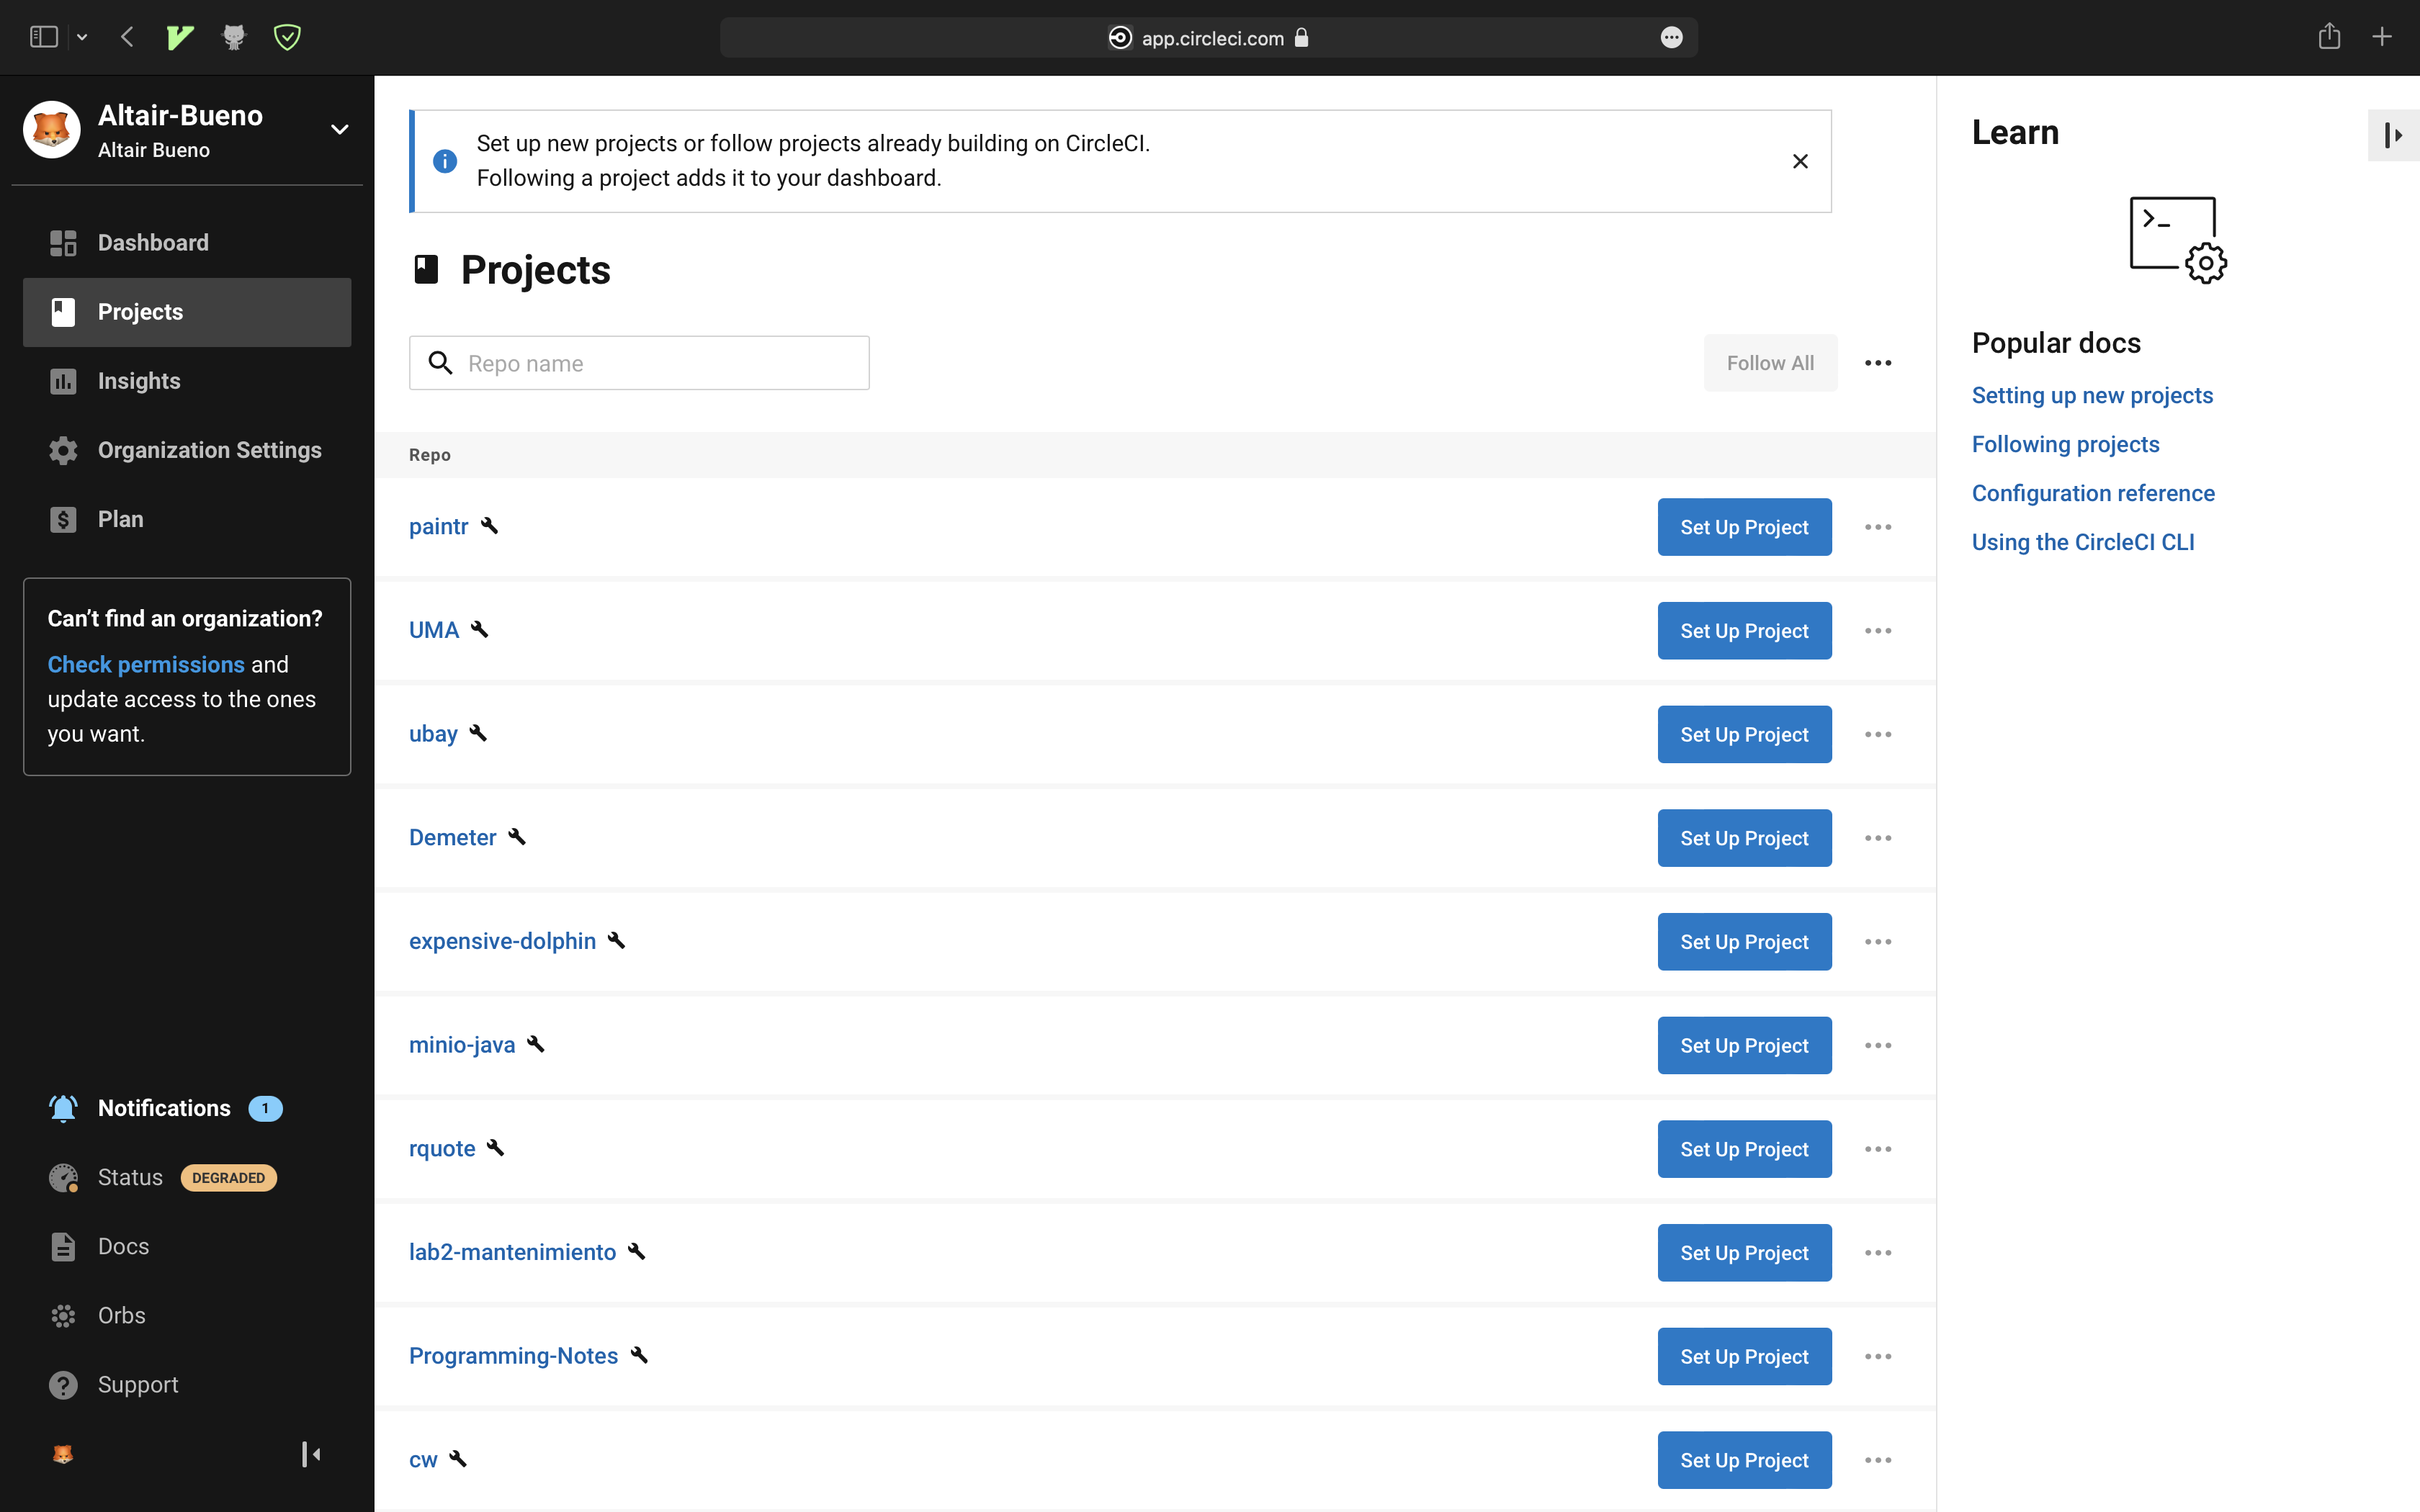 app.circleci.com
Altair-Bueno
Altair Bueno
Dashboard
Projects
Insights
Organization Settings
Plan
Can’t find an organization?
Check permissions and
update access to the ones
you want.
Notifications 1
Status DEGRADED
Docs
Orbs
Support
Set up new projects or follow projects already building on CircleCI.
Following a project adds it to your dashboard.
Projects
Repo name
Follow All
Repo
paintr Set Up Project
UMA Set Up Project
ubay Set Up Project
Demeter Set Up Project
expensive-dolphin Set Up Project
minio-java Set Up Project
rquote Set Up Project
lab2-mantenimiento Set Up Project
Programming-Notes Set Up Project
cw Set Up Project
Learn
Popular docs
Setting up new projects
Following projects
Configuration reference
Using the CircleCI CLI